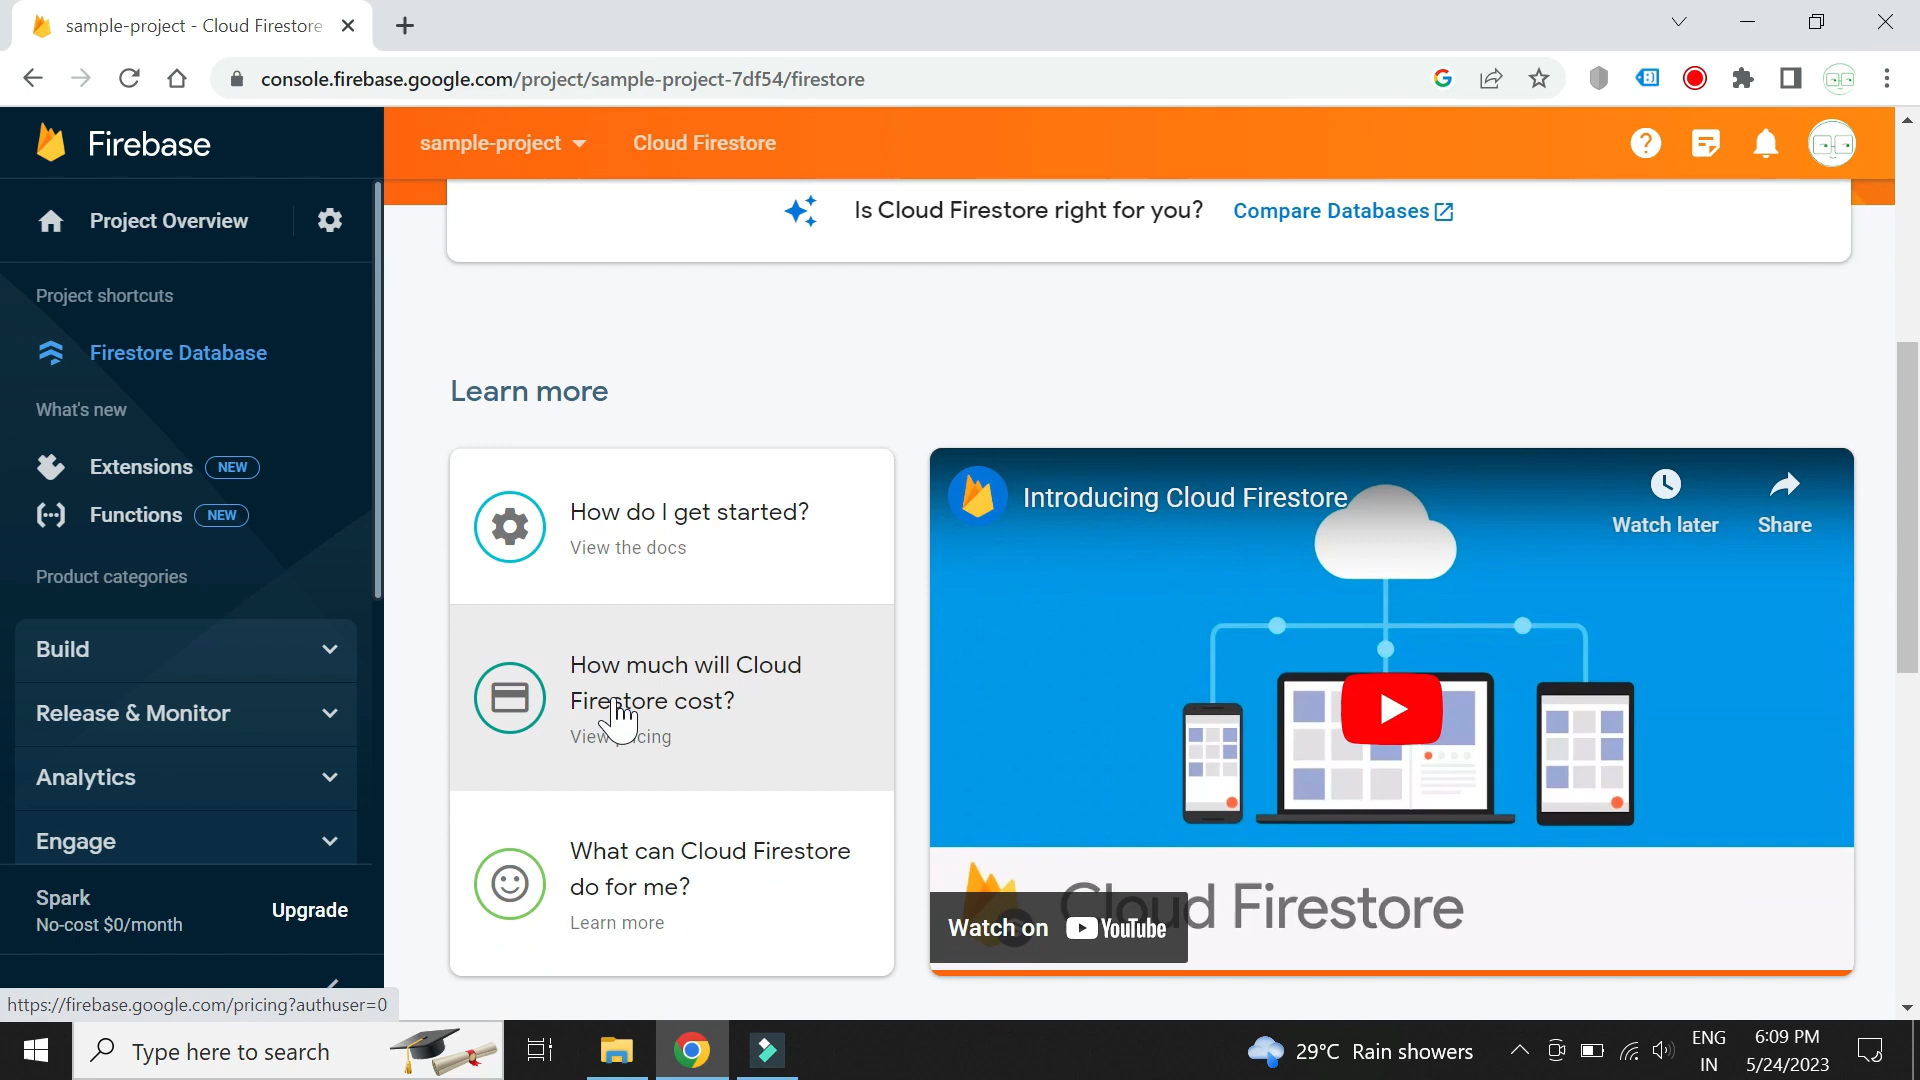 sample-project - Cloud Firestore
console.firebase.google.com/project/sample-project-7df54/firestore
Firebase
sample-project
Cloud Firestore
Project Overview
Is Cloud Firestore right for you?
Compare Databases
Project shortcuts
Firestore Database
What's new
Extensions
NEW
Functions
NEW
Product categories
Build
Release & Monitor
Analytics
Engage
Spark
No-cost $0/month
Upgrade
Learn more
How do I get started?
View the docs
How much will Cloud
Firestore cost?
View pricing
What can Cloud Firestore
do for me?
Learn more
Introducing Cloud Firestore
Watch later
Share
Cloud Firestore
Watch on YouTube
https://firebase.google.com/pricing?authuser=0
Type here to search
29°C Rain showers
ENG
IN
6:09 PM
5/24/2023